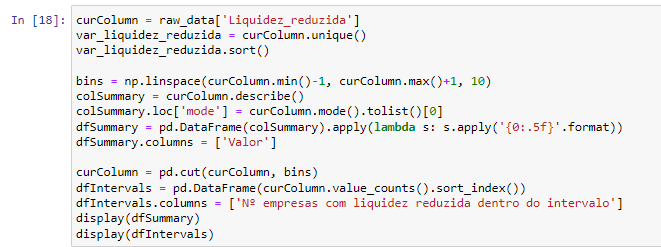 In [18]: curColumn = raw_data['Liquidez_reduzida']
var_liquidez_reduzida = curColumn.unique()
var_liquidez_reduzida.sort()
bins = np.linspace(curColumn.min()-1, curColumn.max()+1, 10)
colSummary = curColumn.describe()
colSummary.loc['mode'] = curColumn.mode().tolist()[0]
dfSummary = pd.DataFrame(colSummary).apply(lambda s: s.apply('{0:.5f}'.format))
dfSummary.columns = ['Valor']
curColumn = pd.cut(curColumn, bins)
dfIntervals = pd.DataFrame(curColumn.value_counts().sort_index())
dfIntervals.columns = ['Nº empresas com liquidez reduzida dentro do intervalo']
display(dfSummary)
display(dfIntervals)